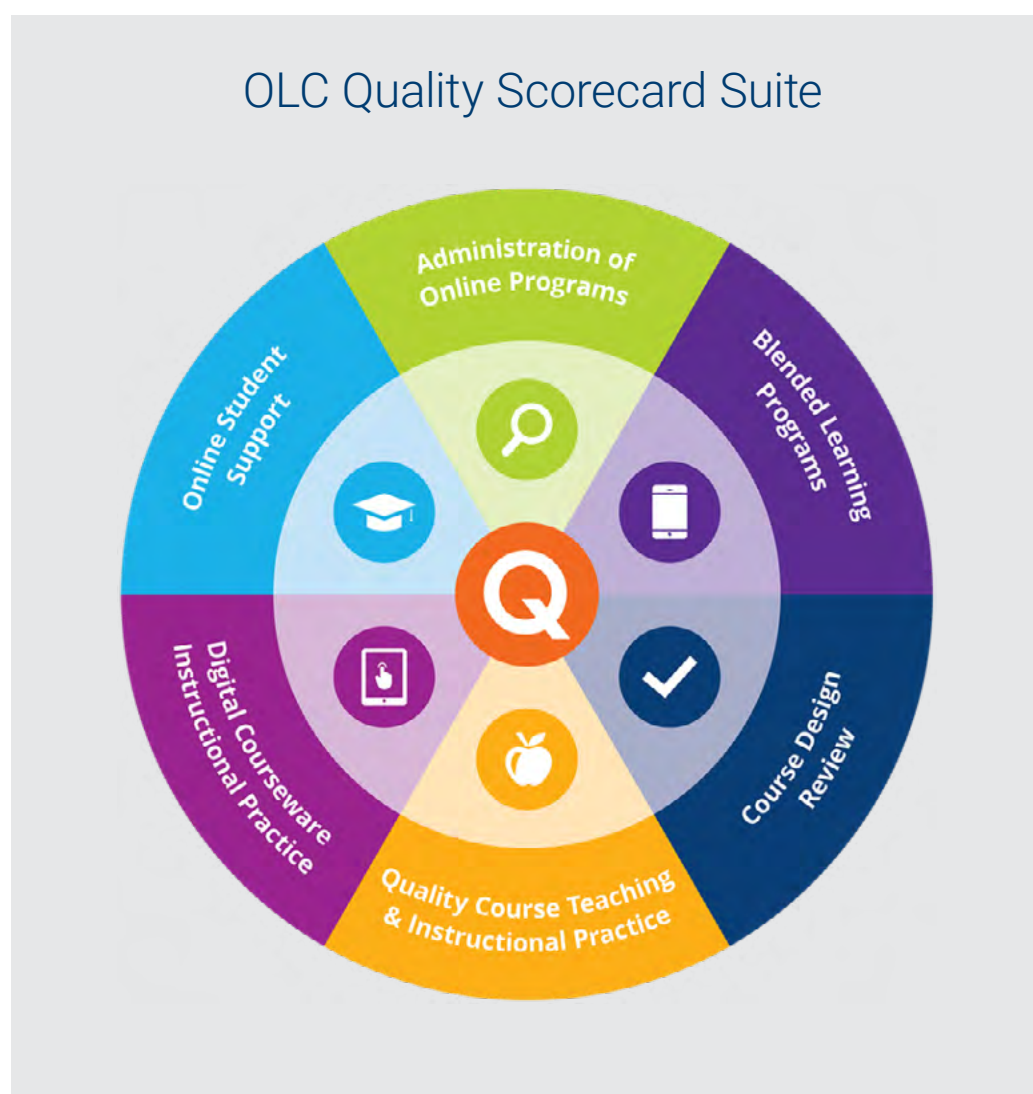 OLC Quality Scorecard Suite
Administration of
Online Programs
Blended Learning
Programs
Course Design
Review
Quality Course Teaching
& Instructional Practice
Digital Courseware
Instructional Practice
Online Student
Support
Q